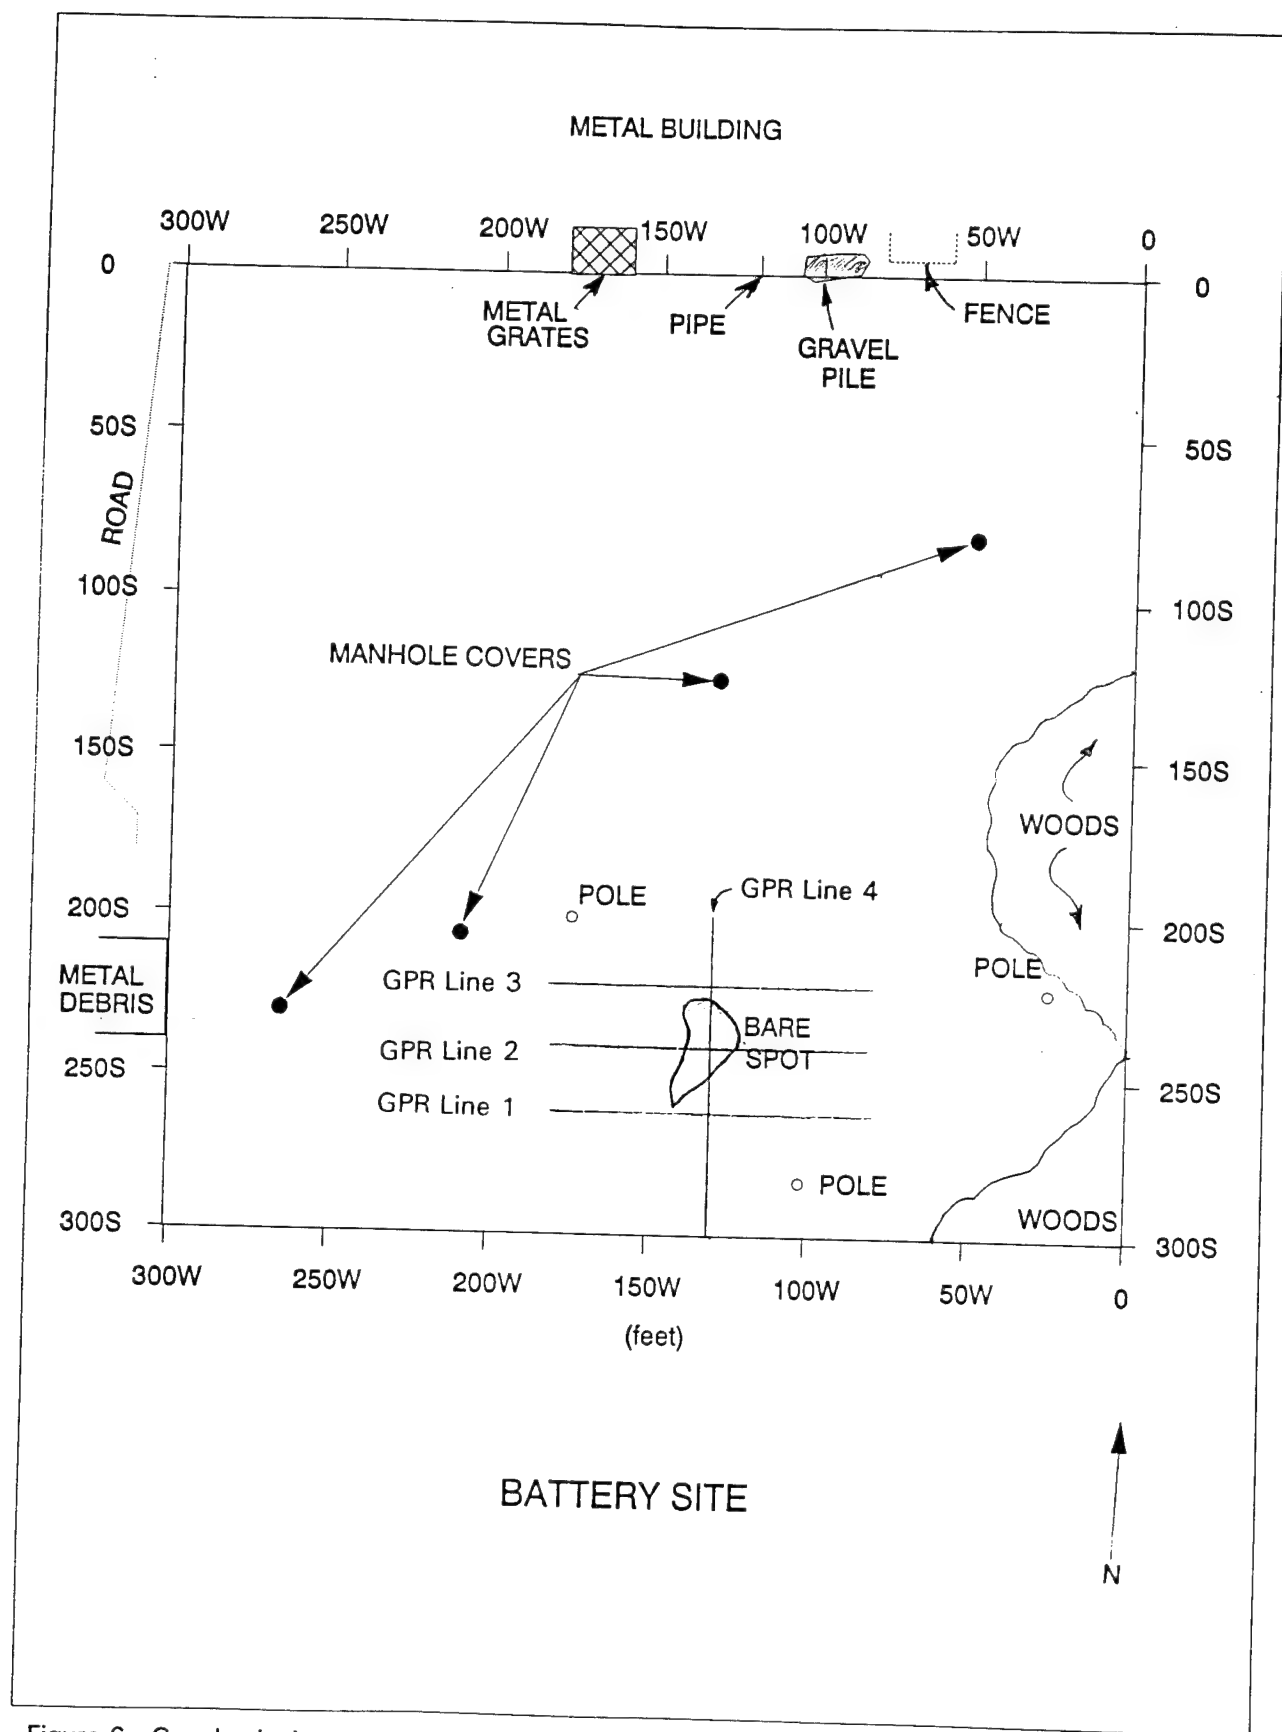 METAL BUILDING
300W 250W 200W 150W 100W 50W 0
0 0
METAL
GRATES
PIPE
GRAVEL
PILE
FENCE
50S 50S
ROAD
100S 100S
MANHOLE COVERS
150S 150S
WOODS
200S 200S
POLE
GPR Line 4
POLE
METAL
DEBRIS
GPR Line 3
BARE
SPOT
GPR Line 2
250S 250S
GPR Line 1
POLE
WOODS
300S 300S
300W 250W 200W 150W 100W 50W 0
(feet)
BATTERY SITE
N